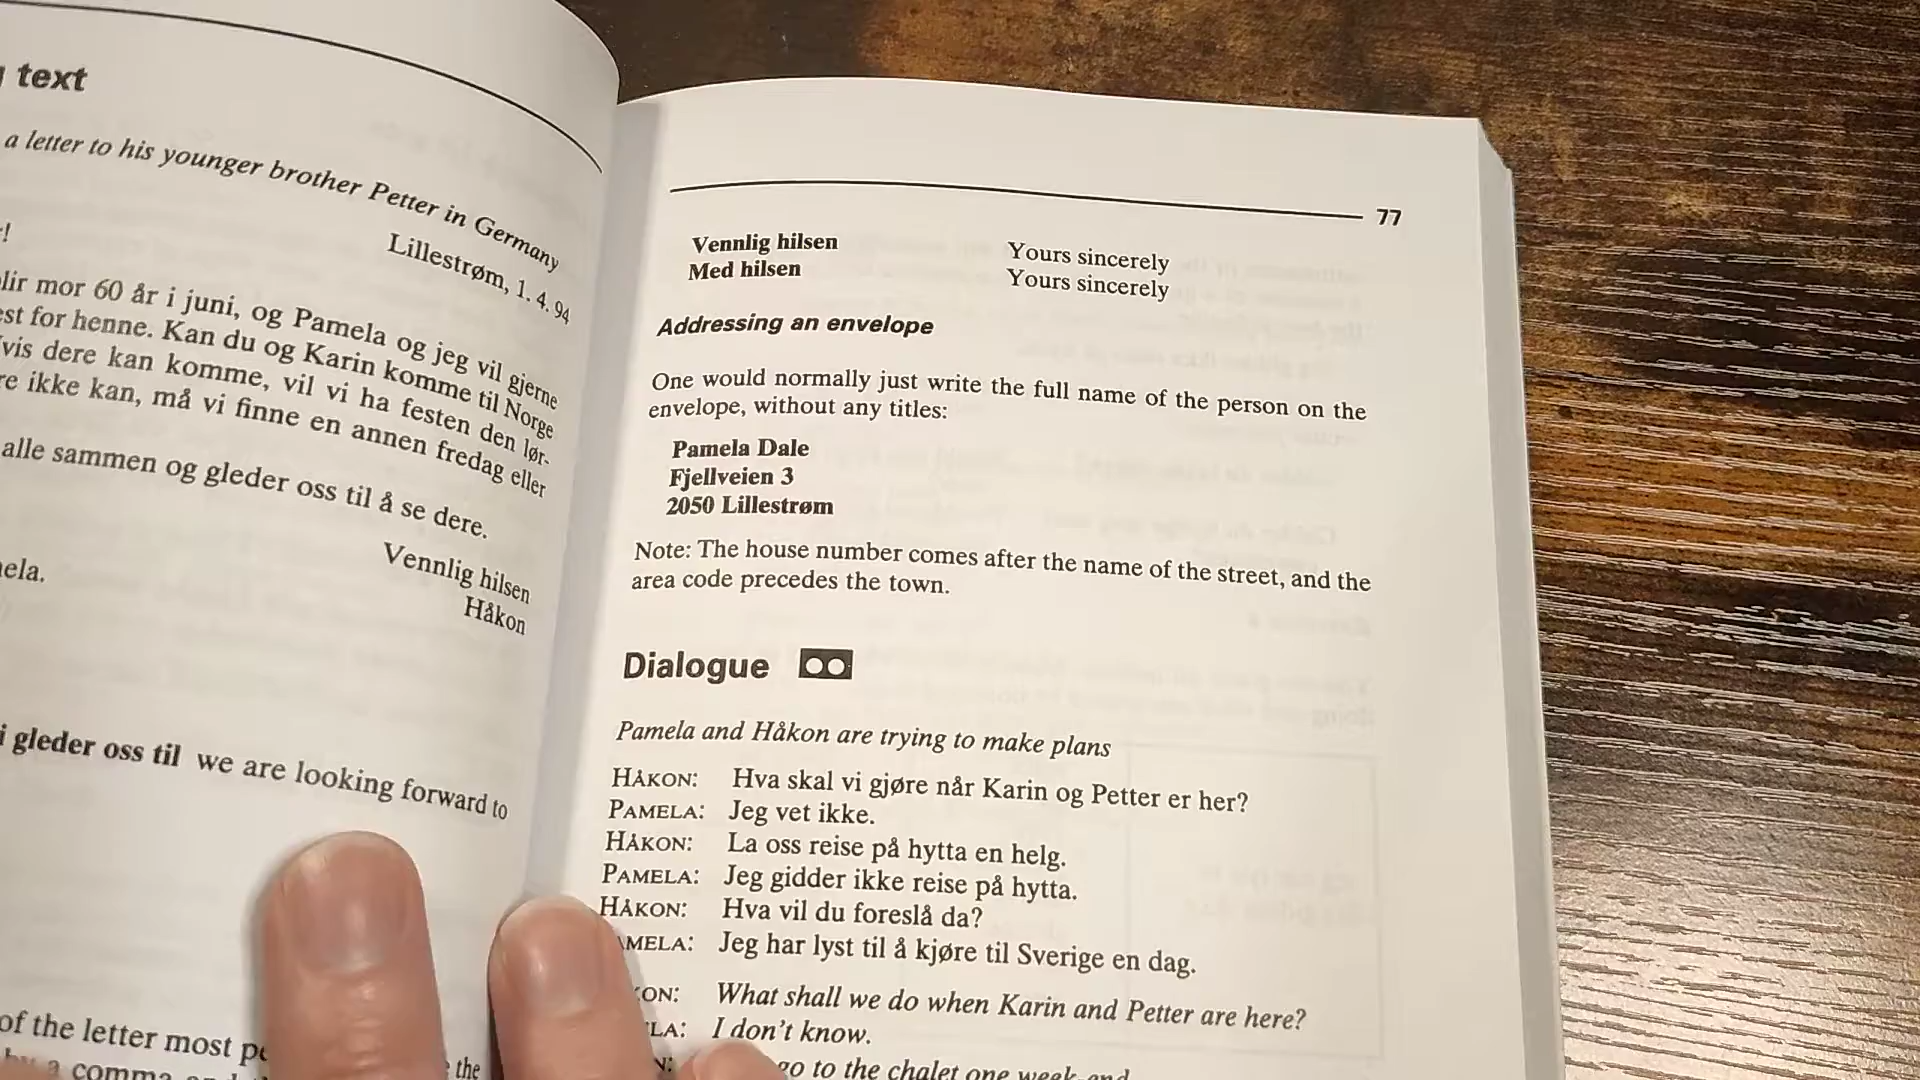 text
a letter to his younger brother Petter in Germany
Lillestrøm, 1. 4. 94
!
mor 60 år i juni, og Pamela og jeg vil gjerne
for henne. Kan du og Karin komme til Norge
dere kan komme, vil vi ha festen den lør-
ikke kan, må vi finne en annen fredag eller
alle sammen og gleder oss til å se dere.
Vennlig hilsen
Håkon
gleder oss til we are looking forward to
of the letter most
a comma the
77
Vennlig hilsen Yours sincerely
Med hilsen Yours sincerely
Addressing an envelope
One would normally just write the full name of the person on the
envelope, without any titles:
Pamela Dale
Fjellveien 3
2050 Lillestrøm
Note: The house number comes after the name of the street, and the
area code precedes the town.
Dialogue
Pamela and Håkon are trying to make plans
HÅKON: Hva skal vi gjøre når Karin og Petter er her?
PAMELA: Jeg vet ikke.
HÅKON: La oss reise på hytta en helg.
PAMELA: Jeg gidder ikke reise på hytta.
HÅKON: Hva vil du foreslå da?
AMELA: Jeg har lyst til å kjøre til Sverige en dag.
KON: What shall we do when Karin and Petter are here?
LA: I don't know.
N: go to the chalet one week-end